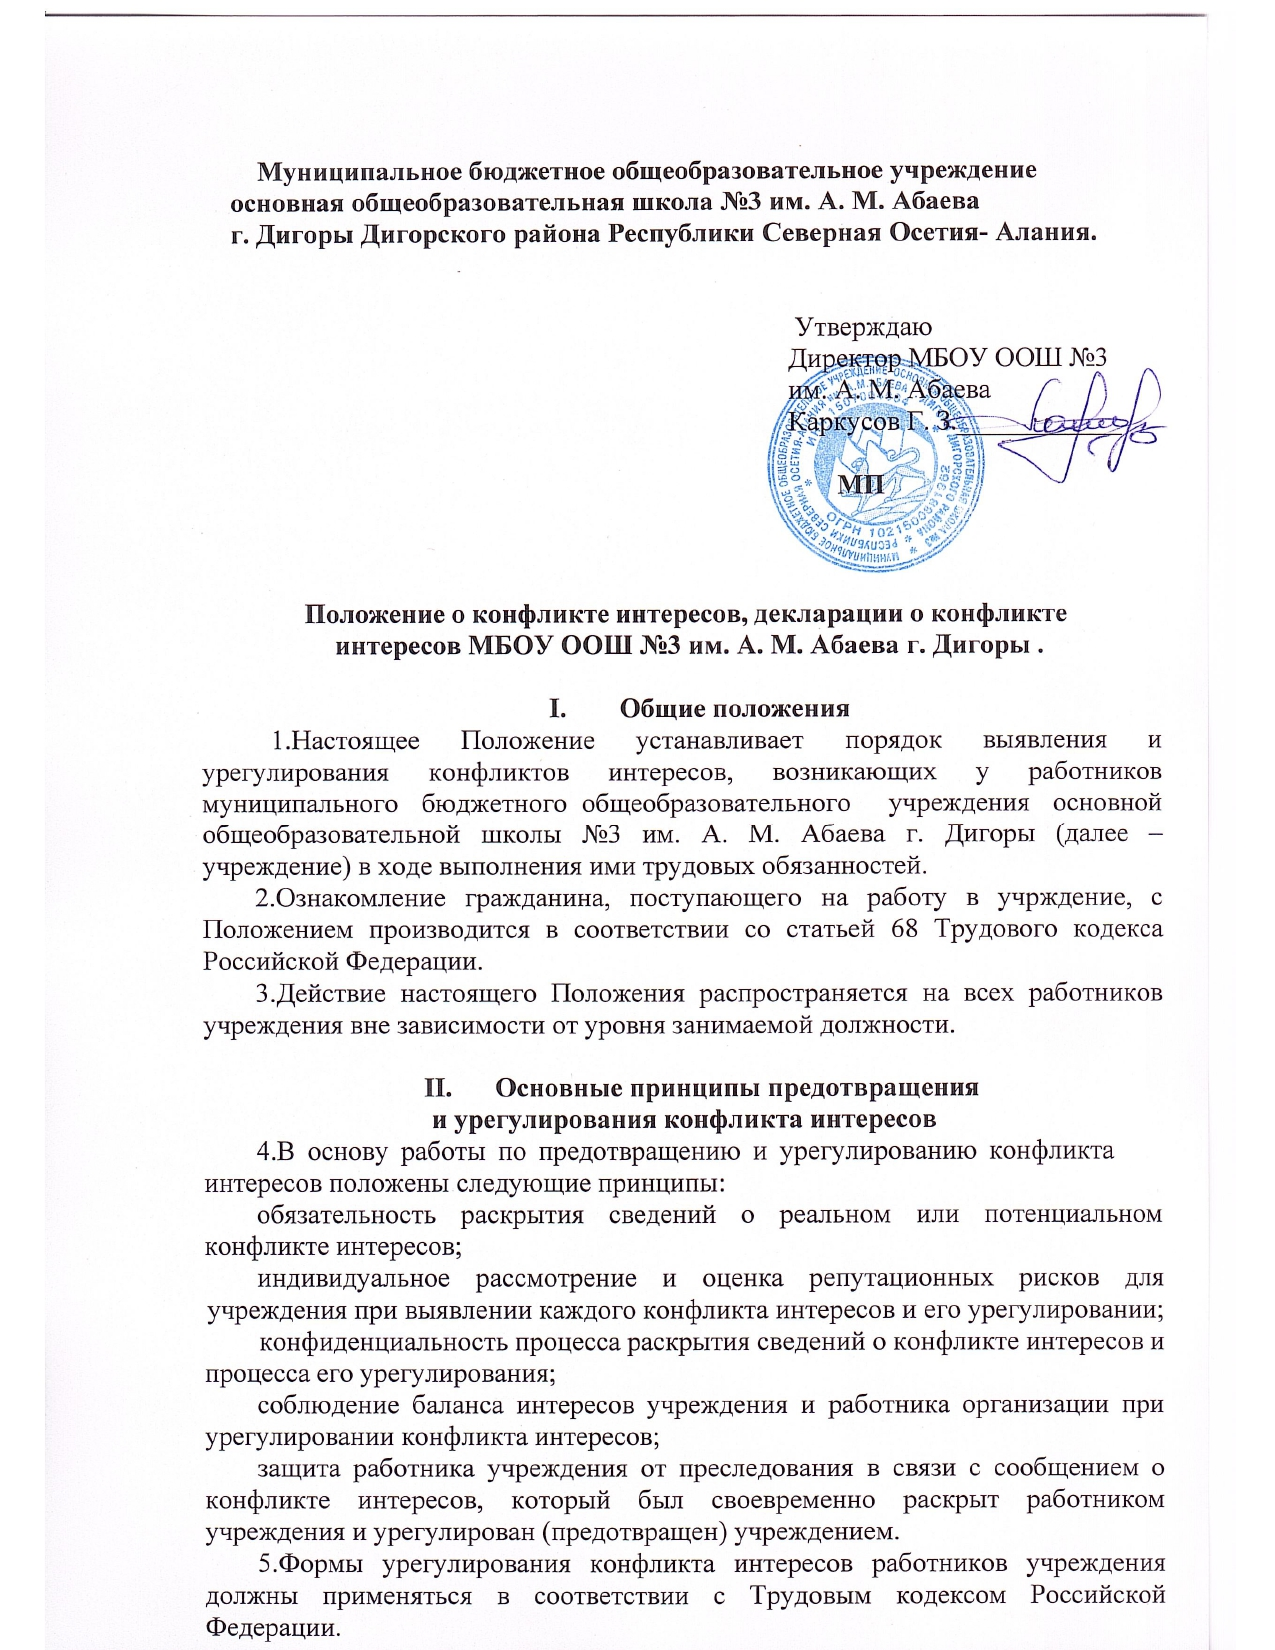 Муниципальное бюджетное общеобразовательное учреждение
основная общеобразовательная школа №3 им. А. М. Абаева
г. Дигоры Дигорского района Республики Северная Осетия- Алания.
Утверждаю
Директор МБОУ ООШ №3
им. А. М. Абаева
Каркусов Г. З.
МП
Положение о конфликте интересов, декларации о конфликте
интересов МБОУ ООШ №3 им. А. М. Абаева г. Дигоры .
I. Общие положения
1.Настоящее Положение устанавливает порядок выявления и
урегулирования конфликтов интересов, возникающих у работников
муниципального бюджетного общеобразовательного учреждения основной
общеобразовательной школы №3 им. А. М. Абаева г. Дигоры (далее –
учреждение) в ходе выполнения ими трудовых обязанностей.
2.Ознакомление гражданина, поступающего на работу в учрждение, с
Положением производится в соответствии со статьей 68 Трудового кодекса
Российской Федерации.
3.Действие настоящего Положения распространяется на всех работников
учреждения вне зависимости от уровня занимаемой должности.
II. Основные принципы предотвращения
и урегулирования конфликта интересов
4.В основу работы по предотвращению и урегулированию конфликта
интересов положены следующие принципы:
обязательность раскрытия сведений о реальном или потенциальном
конфликте интересов;
индивидуальное рассмотрение и оценка репутационных рисков для
учреждения при выявлении каждого конфликта интересов и его урегулировании;
конфиденциальность процесса раскрытия сведений о конфликте интересов и
процесса его урегулирования;
соблюдение баланса интересов учреждения и работника организации при
урегулировании конфликта интересов;
защита работника учреждения от преследования в связи с сообщением о
конфликте интересов, который был своевременно раскрыт работником
учреждения и урегулирован (предотвращен) учреждением.
5.Формы урегулирования конфликта интересов работников учреждения
должны применяться в соответствии с Трудовым кодексом Российской
Федерации.